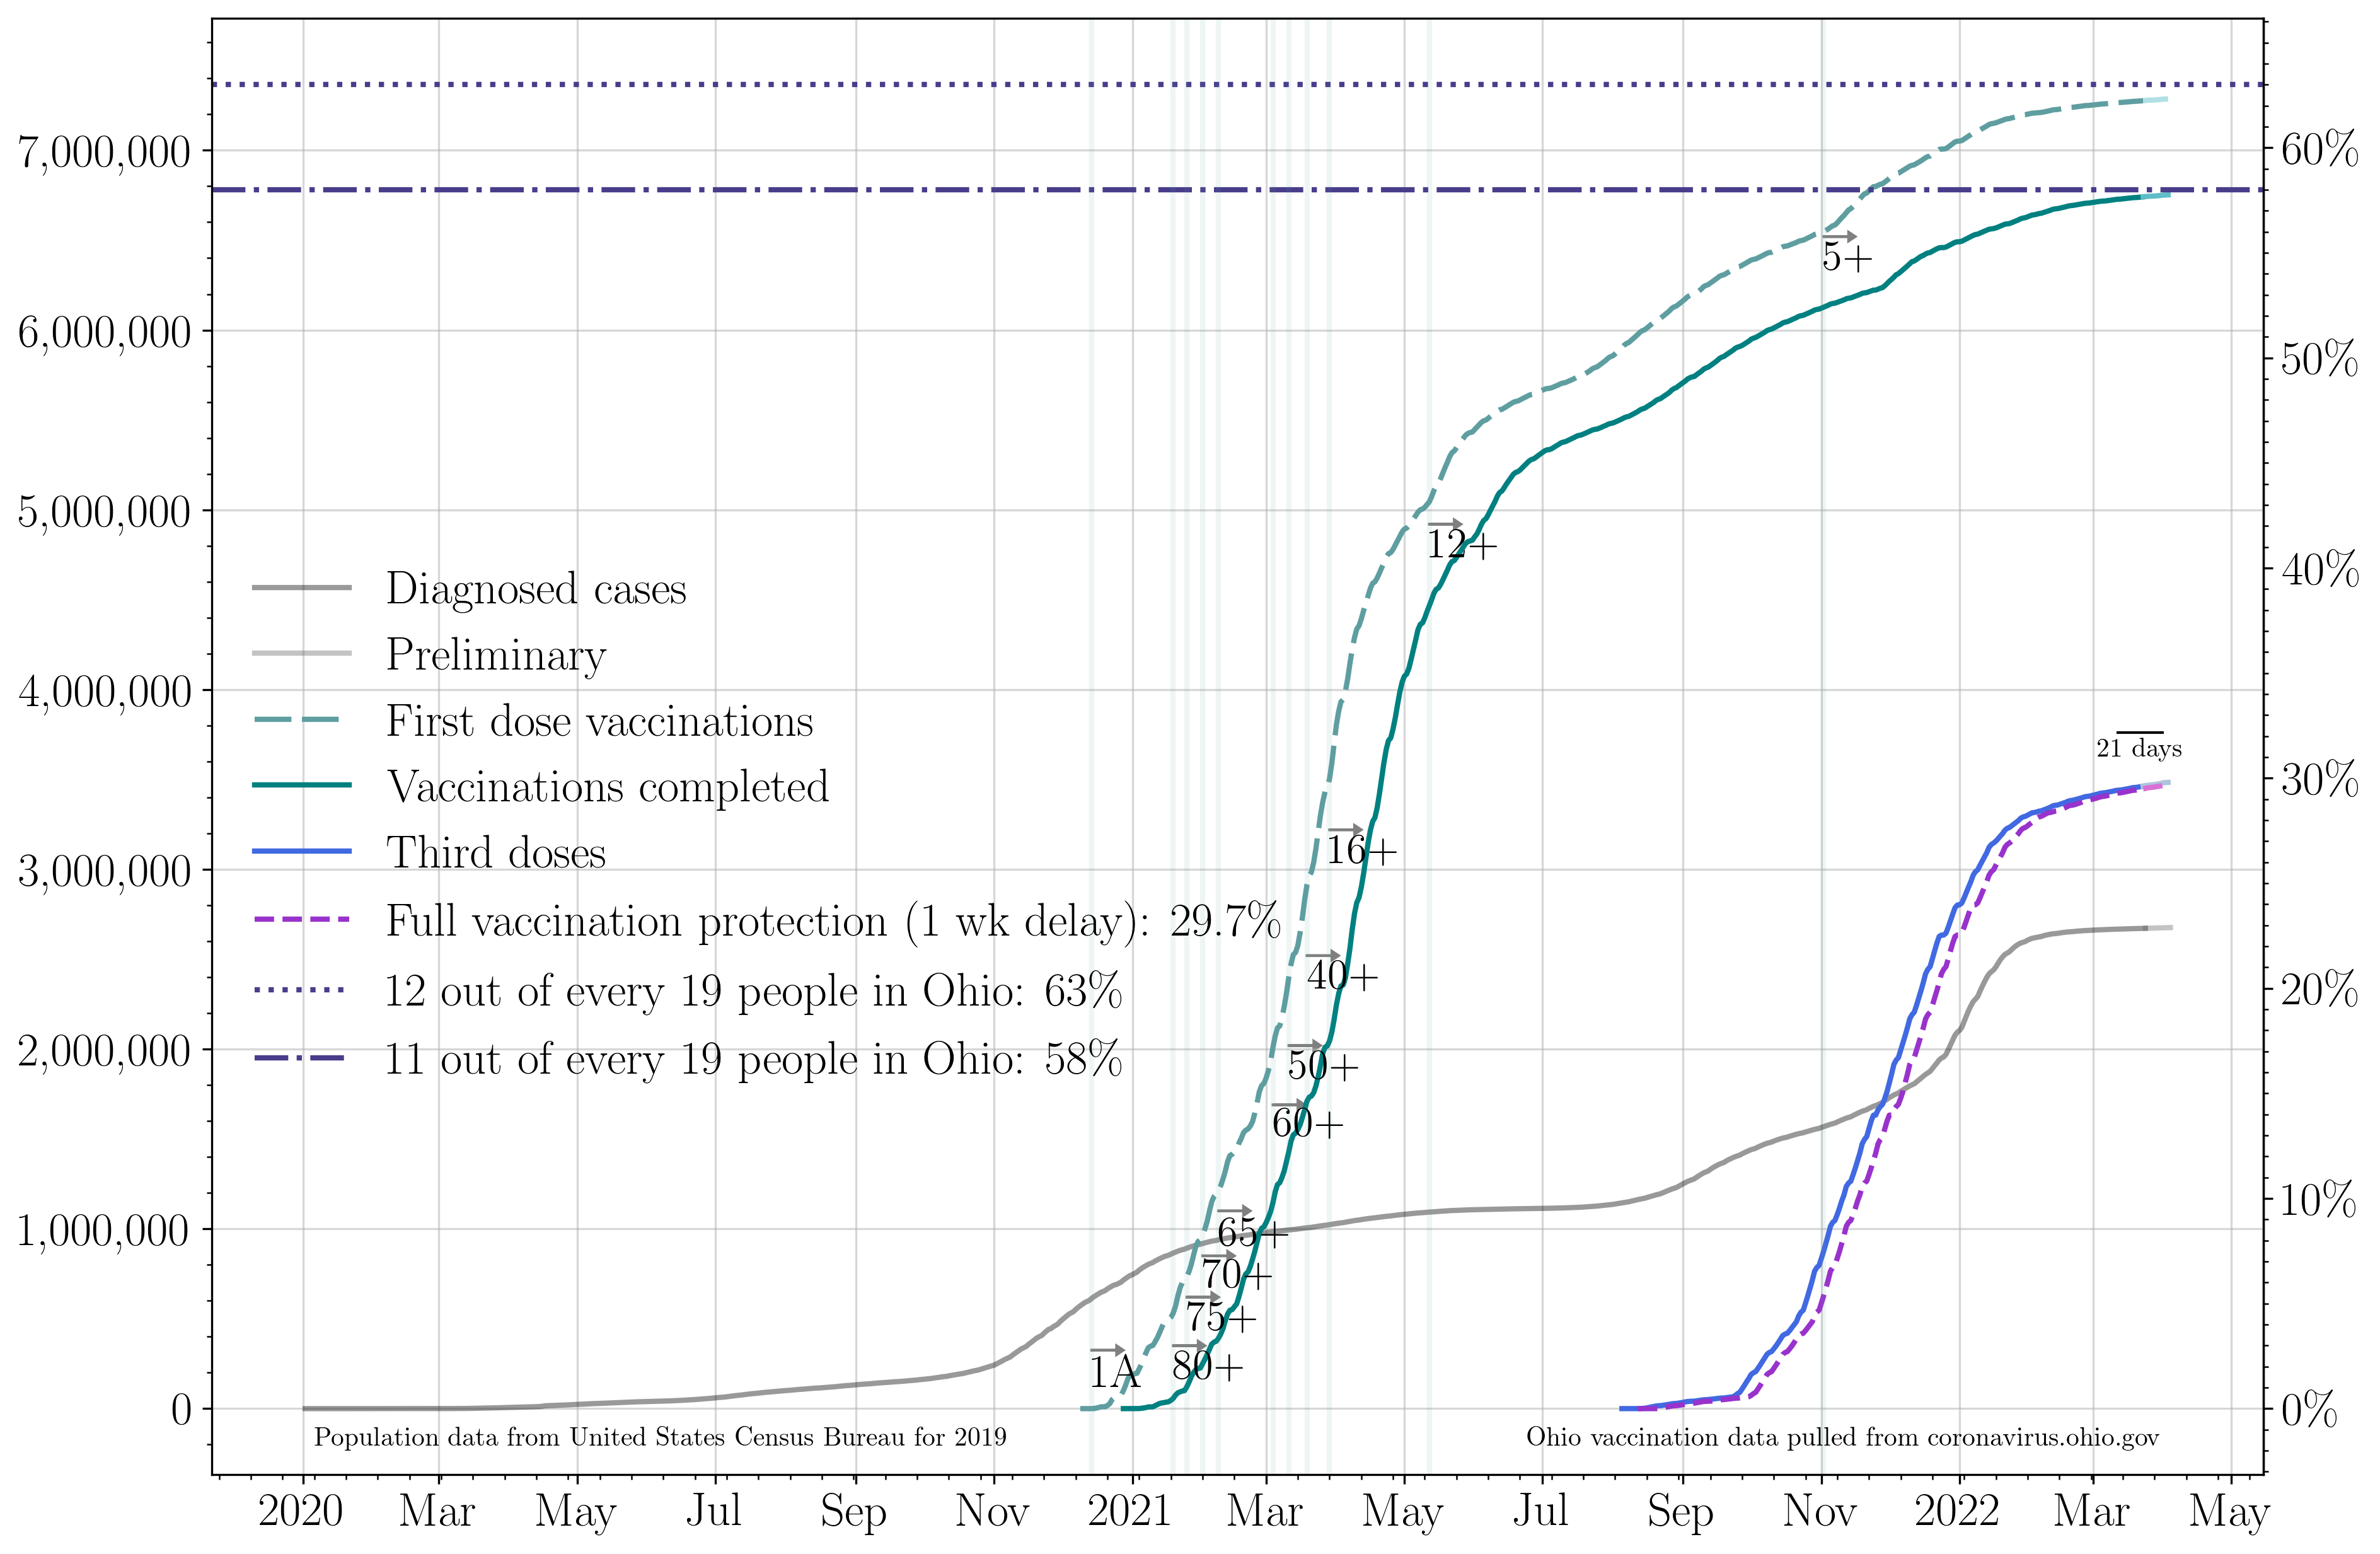 7,000,000
6,000,000
5,000,000
4,000,000
3,000,000
2,000,000
1,000,000
0
60%
50%
40%
30%
20%
10%
0%
Diagnosed cases
Preliminary
First dose vaccinations
Vaccinations completed
Third doses
Full vaccination protection (1 wk delay): 29.7%
12 out of every 19 people in Ohio: 63%
11 out of every 19 people in Ohio: 58%
5+
12+
16+
40+
50+
60+
65+
70+
75+
80+
1A
21 days
Population data from United States Census Bureau for 2019
Ohio vaccination data pulled from coronavirus.ohio.gov
2020 Mar May Jul Sep Nov 2021 Mar May Jul Sep Nov 2022 Mar May